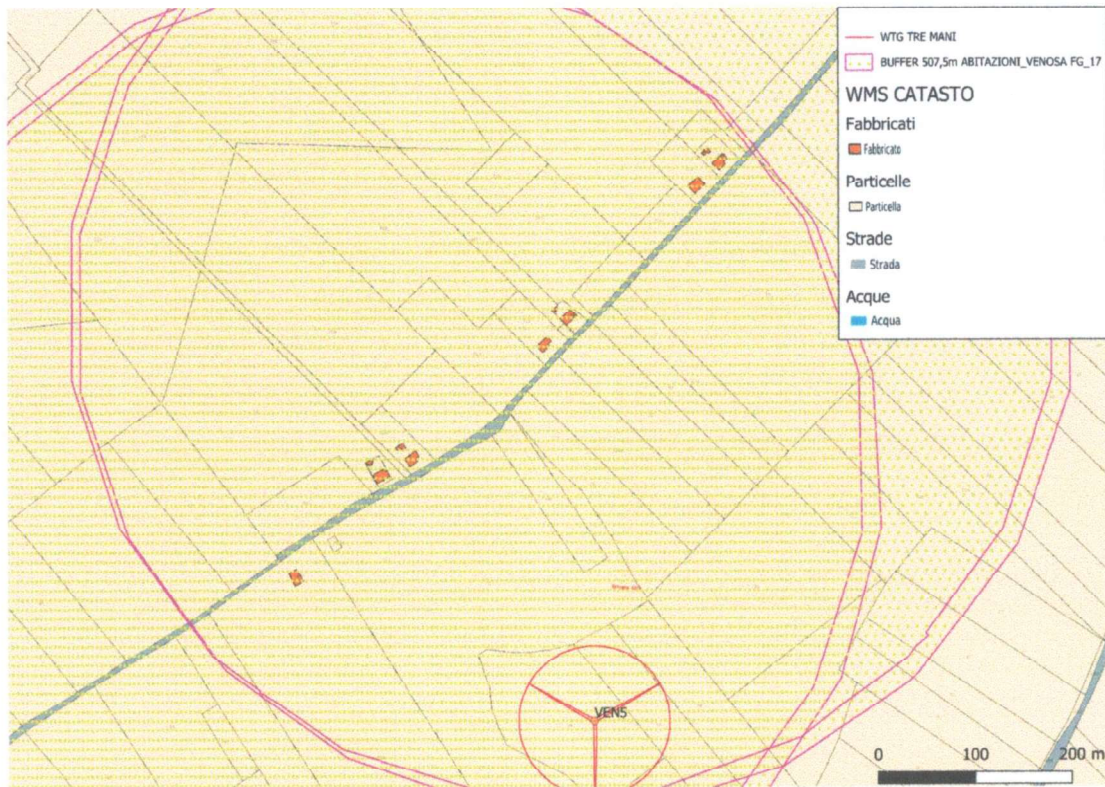 WTG TRE MANI
BUFFER 507,5m ABITAZIONI_VENOSA FG_17
WMS CATASTO
Fabbricati
Fabbricato
Particelle
Particella
Strade
Strada
Acque
Acqua
VEN5
0 100 200 m